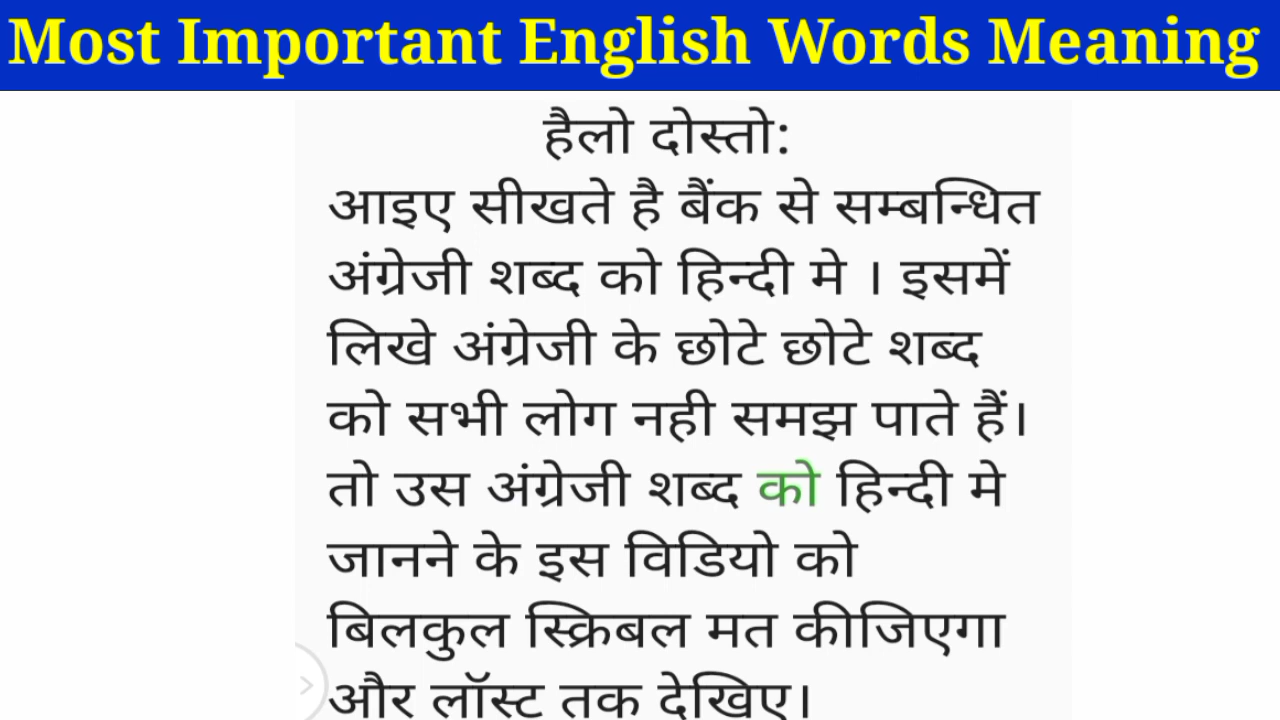 Most Important English Words Meaning
हैलो दोस्तो:
आइए सीखते है बैंक से सम्बन्धित
अंग्रेजी शब्द को हिन्दी मे । इसमें
लिखे अंग्रेजी के छोटे छोटे शब्द
को सभी लोग नही समझ पाते हैं।
तो उस अंग्रेजी शब्द को हिन्दी मे
जानने के इस विडियो को
बिलकुल स्क्रिबल मत कीजिएगा
और लॉस्ट तक देखिए।